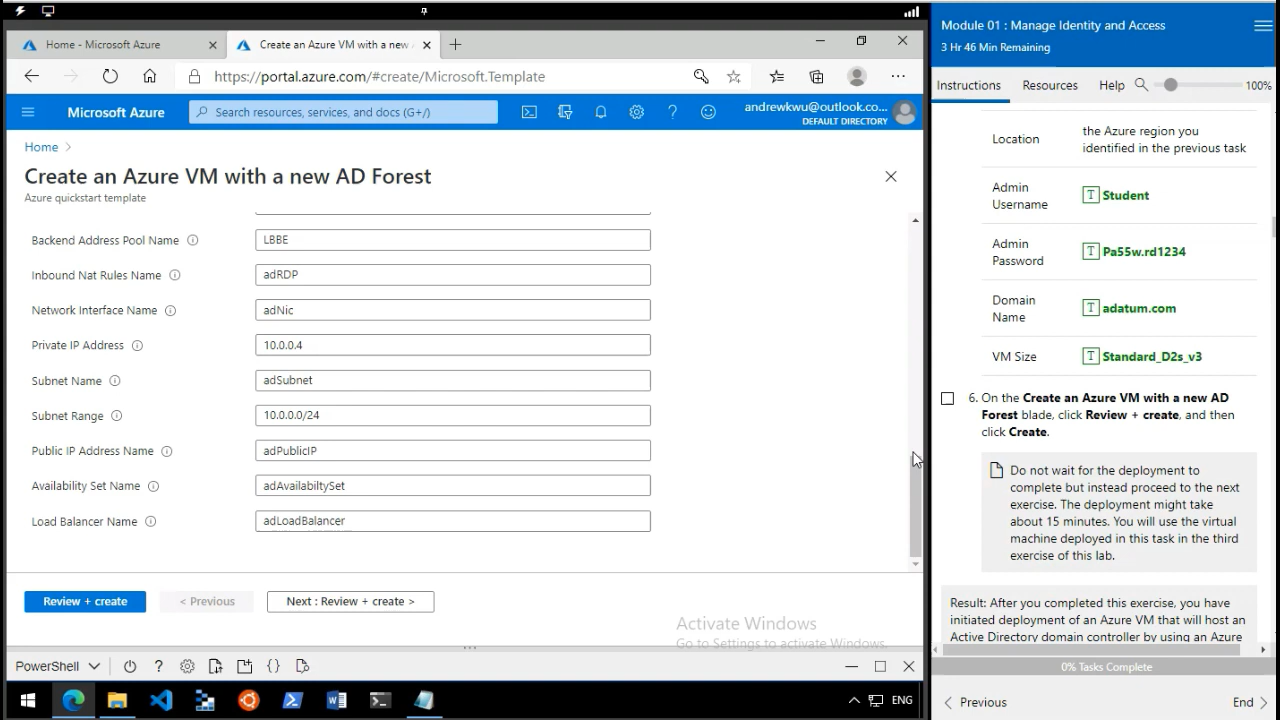 Home - Microsoft Azure
Create an Azure VM with a new
https://portal.azure.com/#create/Microsoft.Template
Microsoft Azure
Search resources, services, and docs (G+/)
andrewkwu@outlook.co...
DEFAULT DIRECTORY
Home
Create an Azure VM with a new AD Forest
Azure quickstart template
Backend Address Pool Name
LBBE
Inbound Nat Rules Name
adRDP
Network Interface Name
adNic
Private IP Address
10.0.0.4
Subnet Name
adSubnet
Subnet Range
10.0.0.0/24
Public IP Address Name
adPublicIP
Availability Set Name
adAvailabiltySet
Load Balancer Name
adLoadBalancer
Review + create
< Previous
Next : Review + create >
Activate Windows
Go to Settings to activate Windows.
PowerShell
ENG
Module 01 : Manage Identity and Access
3 Hr 46 Min Remaining
Instructions
Resources
Help
100%
Location
the Azure region you
identified in the previous task
Admin
Username
Student
Admin
Password
Pa55w.rd1234
Domain
Name
adatum.com
VM Size
Standard_D2s_v3
6. On the Create an Azure VM with a new AD
Forest blade, click Review + create, and then
click Create.
Do not wait for the deployment to
complete but instead proceed to the next
exercise. The deployment might take
about 15 minutes. You will use the virtual
machine deployed in this task in the third
exercise of this lab.
Result: After you completed this exercise, you have
initiated deployment of an Azure VM that will host an
Active Directory domain controller by using an Azure
0% Tasks Complete
Previous
End